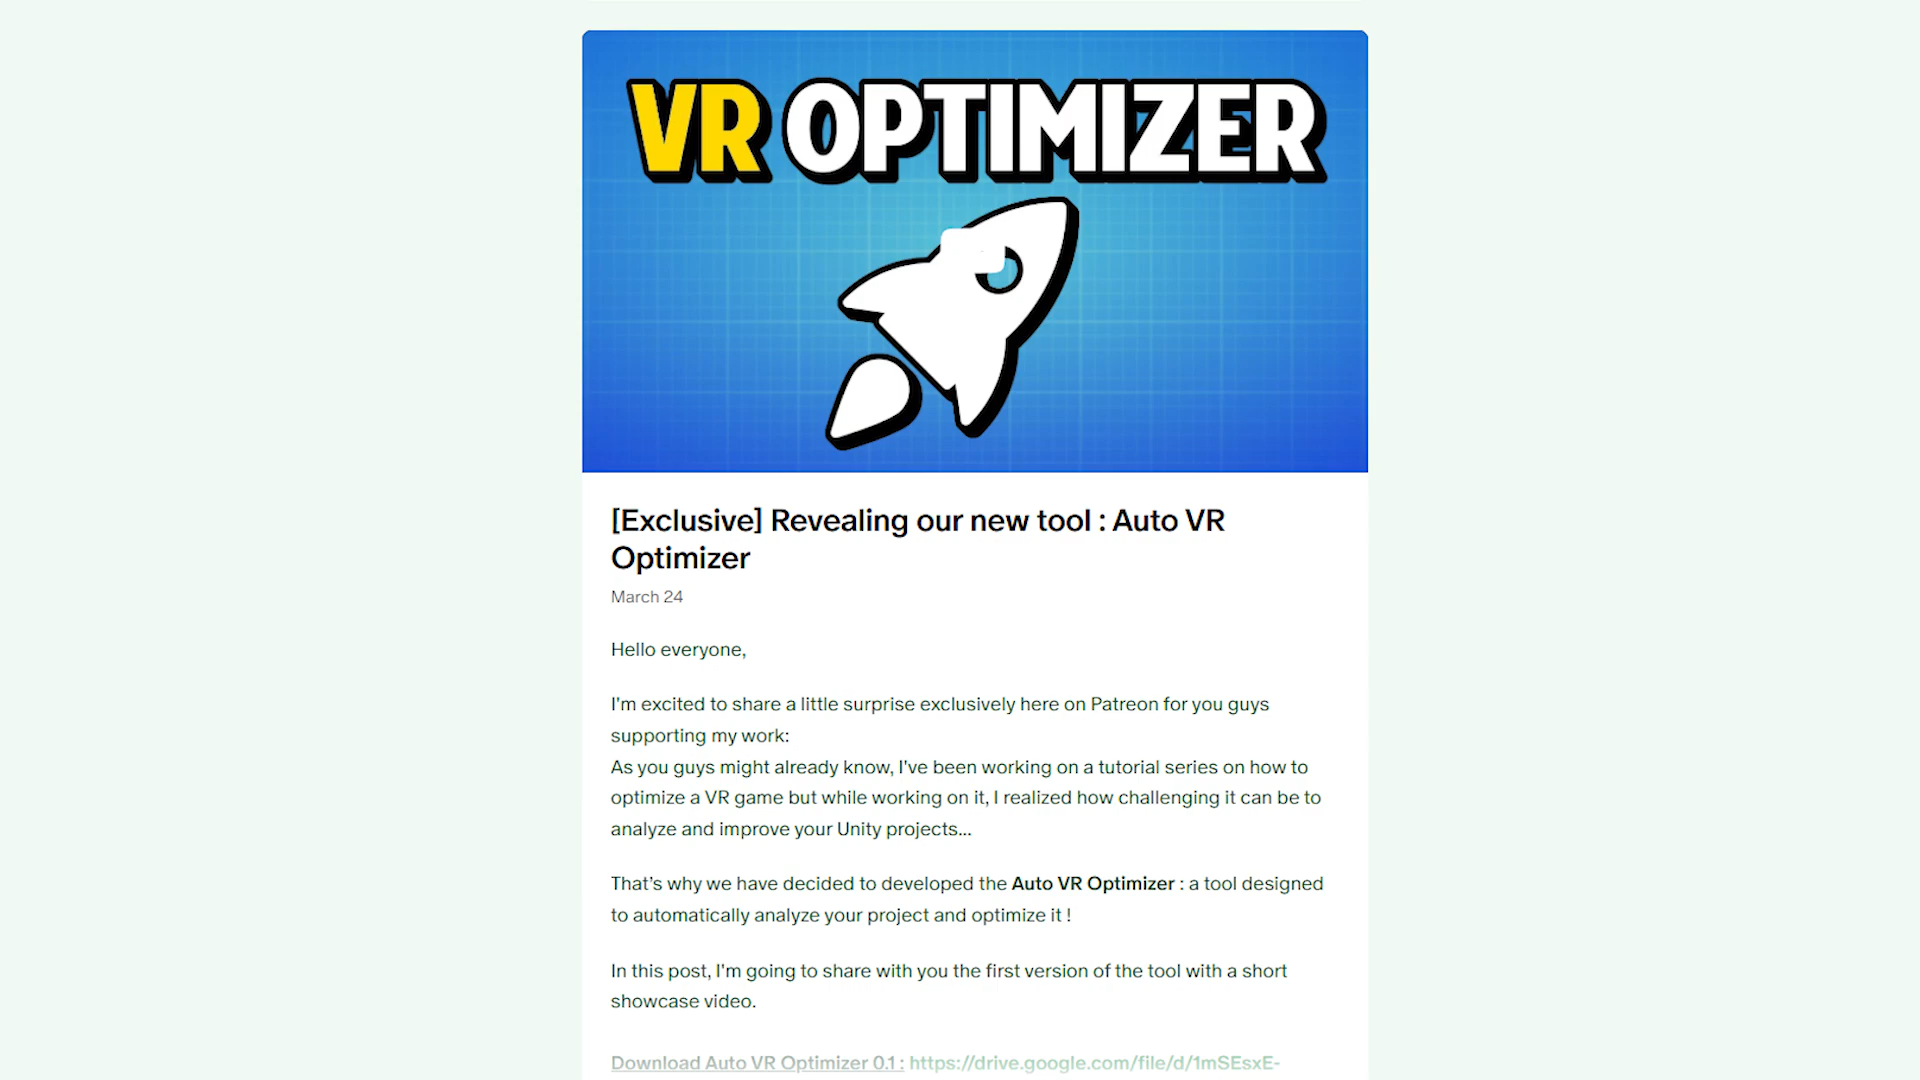 VR OPTIMIZER
[Exclusive] Revealing our new tool : Auto VR
Optimizer
March 24
Hello everyone,
I'm excited to share a little surprise exclusively here on Patreon for you guys
supporting my work:
As you guys might already know, I've been working on a tutorial series on how to
optimize a VR game but while working on it, I realized how challenging it can be to
analyze and improve your Unity projects...
That's why we have decided to developed the Auto VR Optimizer : a tool designed
to automatically analyze your project and optimize it !
In this post, I'm going to share with you the first version of the tool with a short
showcase video.
Download Auto VR Optimizer 0.1 : https://drive.google.com/file/d/1mSEsxE-